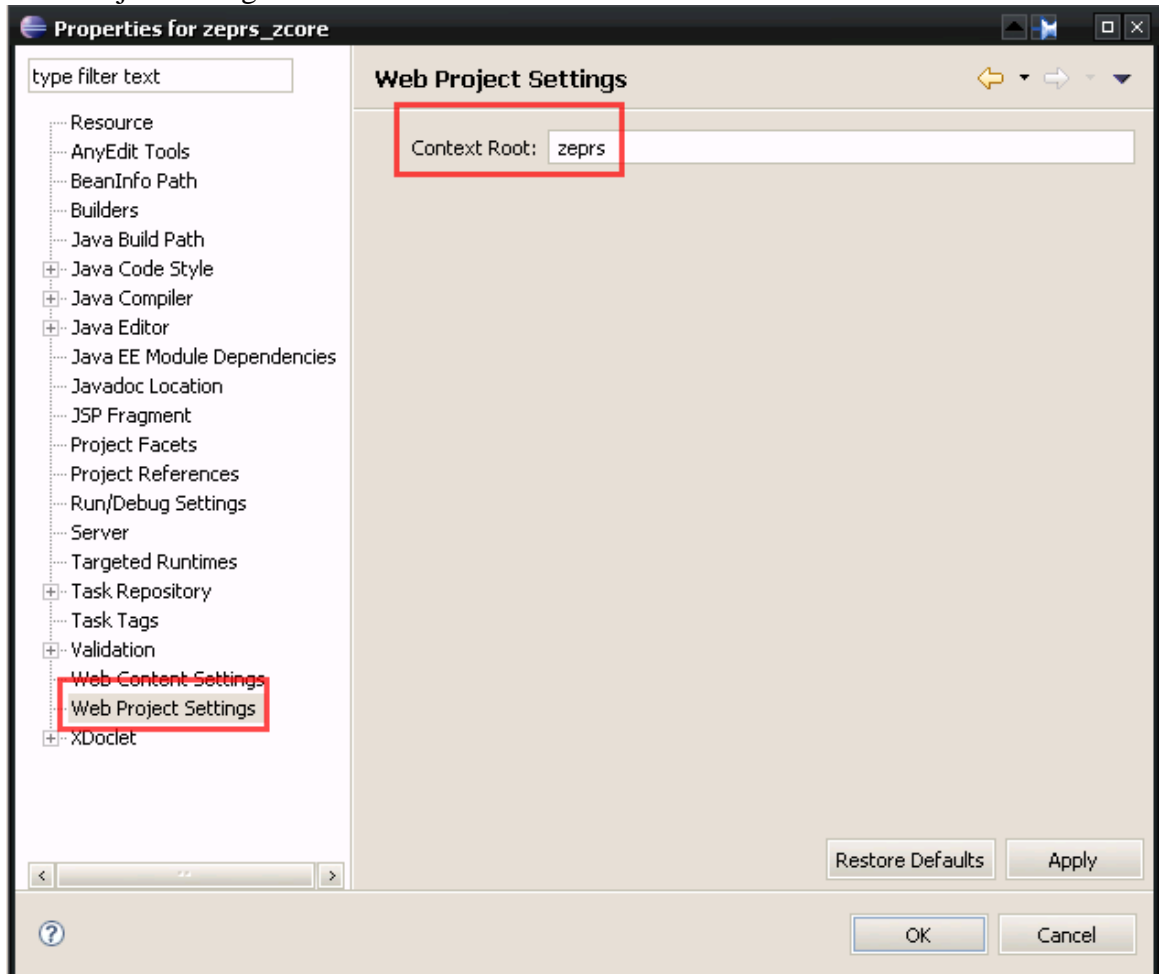 Properties for zeprs_zcore
type filter text
Web Project Settings
Resource
AnyEdit Tools
BeanInfo Path
Builders
Java Build Path
Java Code Style
Java Compiler
Java Editor
Java EE Module Dependencies
Javadoc Location
JSP Fragment
Project Facets
Project References
Run/Debug Settings
Server
Targeted Runtimes
Task Repository
Task Tags
Validation
Web Content Settings
Web Project Settings
XDoclet
Context Root: zeprs
Restore Defaults
Apply
OK
Cancel